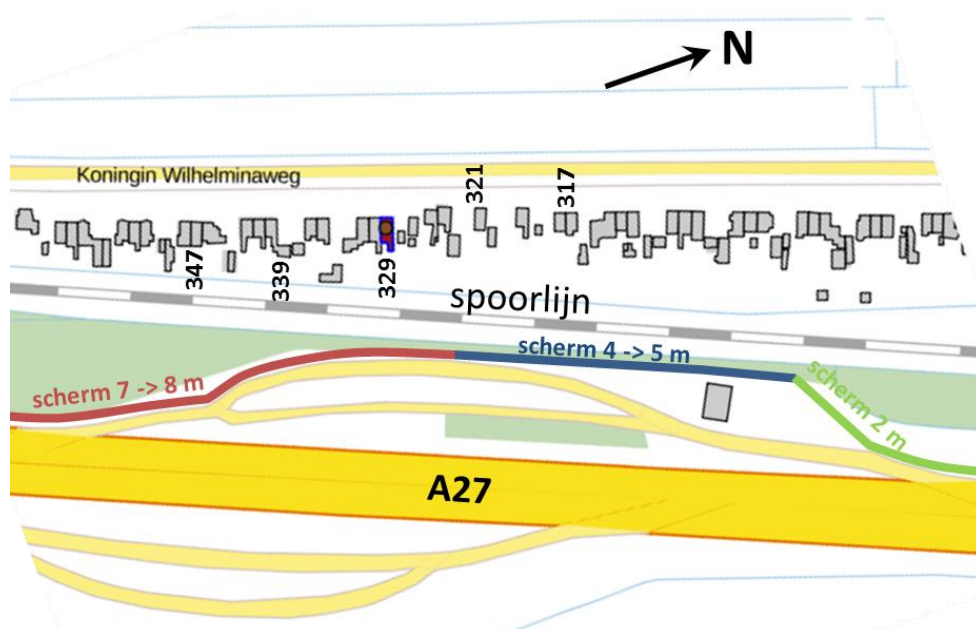 N
Koningin Wilhelminaweg
321
317
347
339
329
spoorlijn
scherm 4 -> 5 m
scherm 7 -> 8 m
scherm 2 m
A27